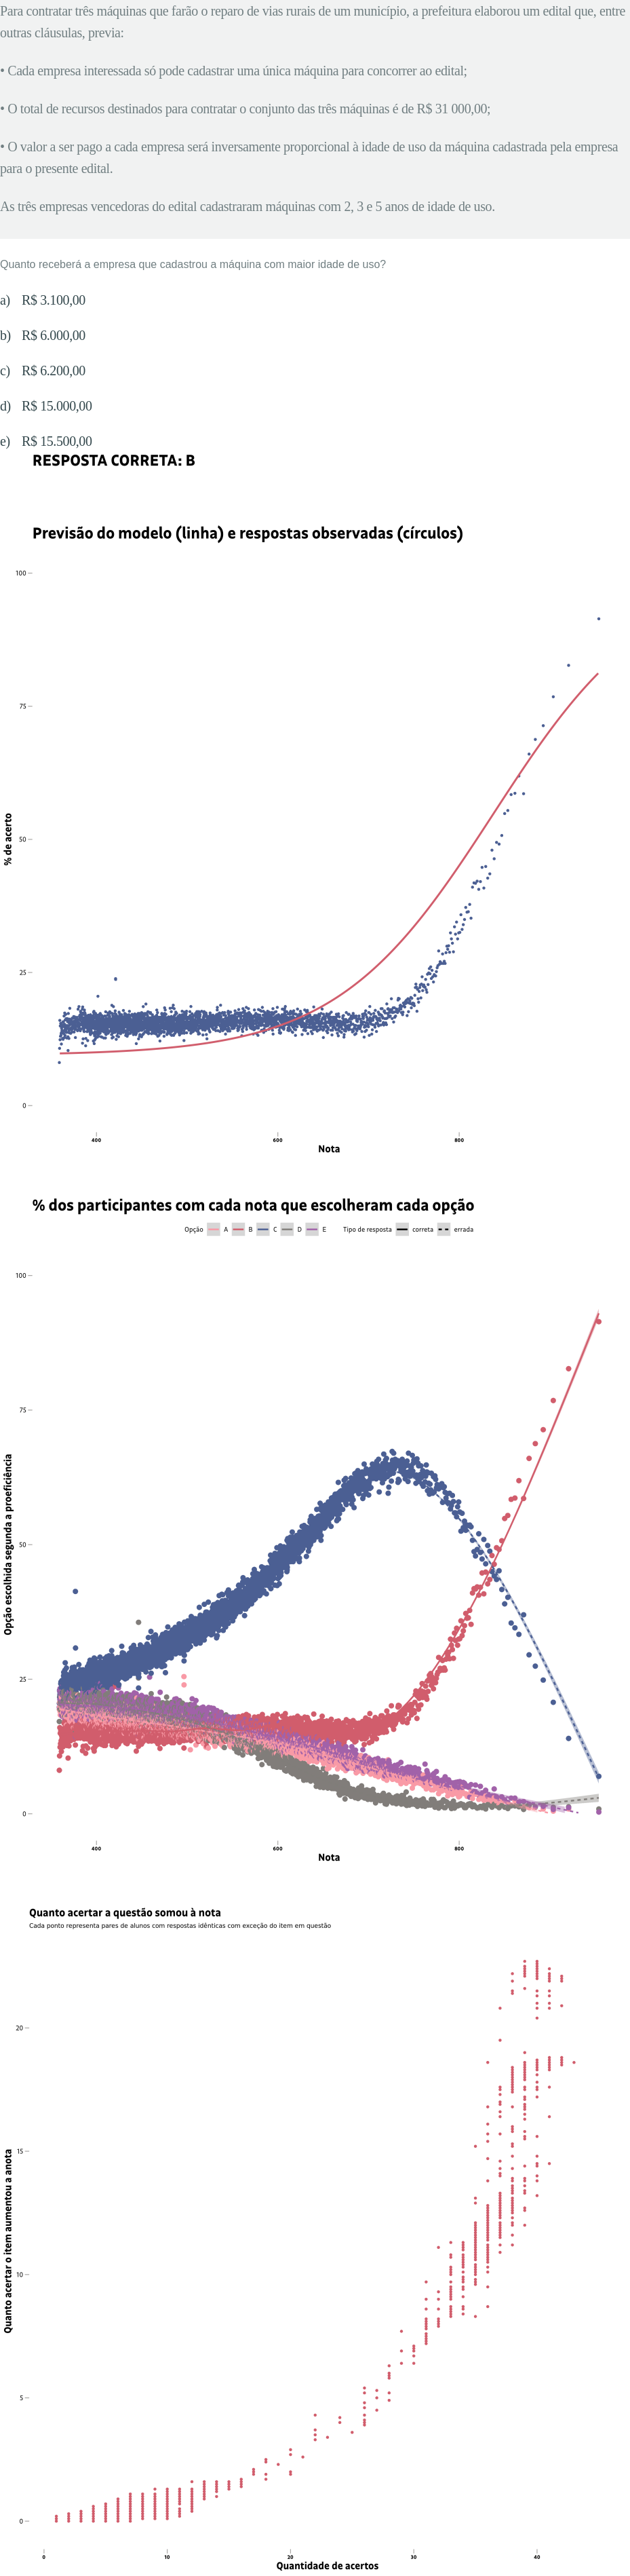 Para contratar três máquinas que farão o reparo de vias rurais de um município, a prefeitura elaborou um edital que, entre
outras cláusulas, previa:
• Cada empresa interessada só pode cadastrar uma única máquina para concorrer ao edital;
• O total de recursos destinados para contratar o conjunto das três máquinas é de R$ 31 000,00;
• O valor a ser pago a cada empresa será inversamente proporcional à idade de uso da máquina cadastrada pela empresa
para o presente edital.
As três empresas vencedoras do edital cadastraram máquinas com 2, 3 e 5 anos de idade de uso.
Quanto receberá a empresa que cadastrou a máquina com maior idade de uso?
a) R$ 3.100,00
b) R$ 6.000,00
c) R$ 6.200,00
d) R$ 15.000,00
e) R$ 15.500,00
RESPOSTA CORRETA: B
Previsão do modelo (linha) e respostas observadas (círculos)
100
75
% de acerto
50
25
0
400 600 800
Nota
% dos participantes com cada nota que escolheram cada opção
Opção A B C D E Tipo de resposta correta errada
100
75
Opção escolhida segunda a proeficiência
50
25
0
400 600 800
Nota
Quanto acertar a questão somou à nota
Cada ponto representa pares de alunos com respostas idênticas com exceção do item em questão
20
15
Quanto acertar o item aumentou a anota
10
5
0
0 10 20 30 40
Quantidade de acertos